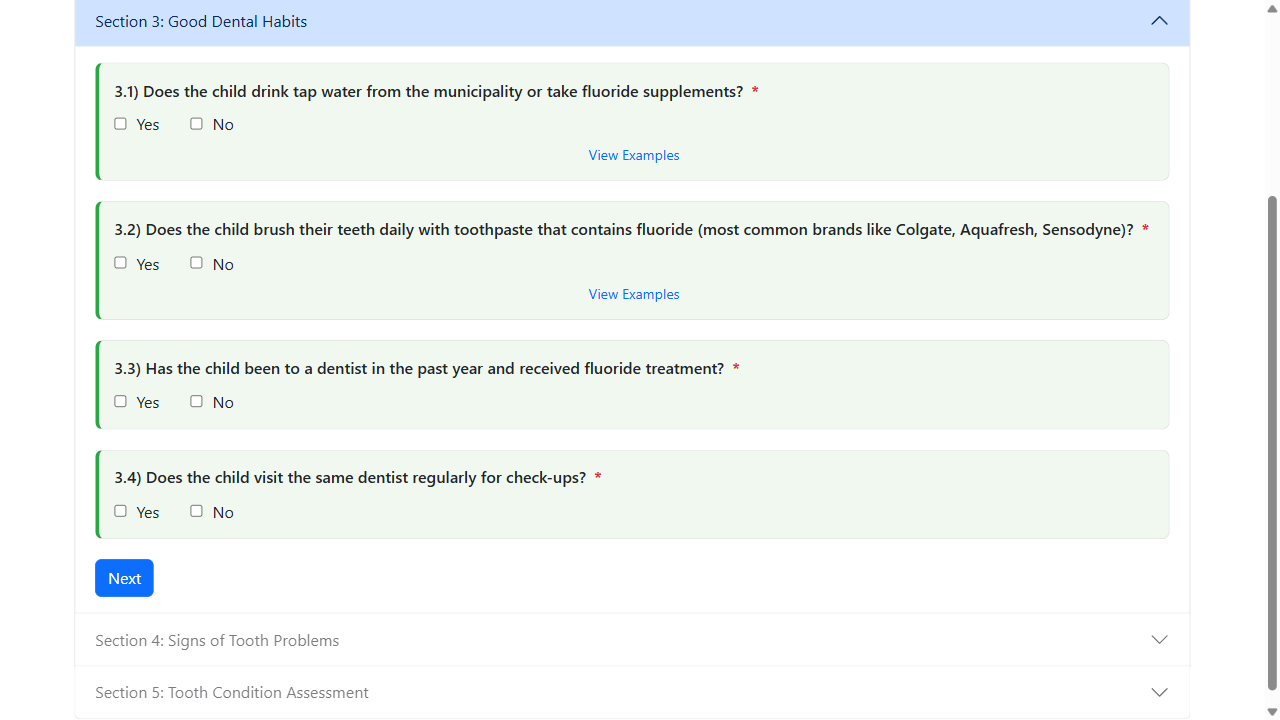 Section 3: Good Dental Habits
3.1) Does the child drink tap water from the municipality or take fluoride supplements? *
Yes No
View Examples
3.2) Does the child brush their teeth daily with toothpaste that contains fluoride (most common brands like Colgate, Aquafresh, Sensodyne)? *
Yes No
View Examples
3.3) Has the child been to a dentist in the past year and received fluoride treatment? *
Yes No
3.4) Does the child visit the same dentist regularly for check-ups? *
Yes No
Next
Section 4: Signs of Tooth Problems
Section 5: Tooth Condition Assessment